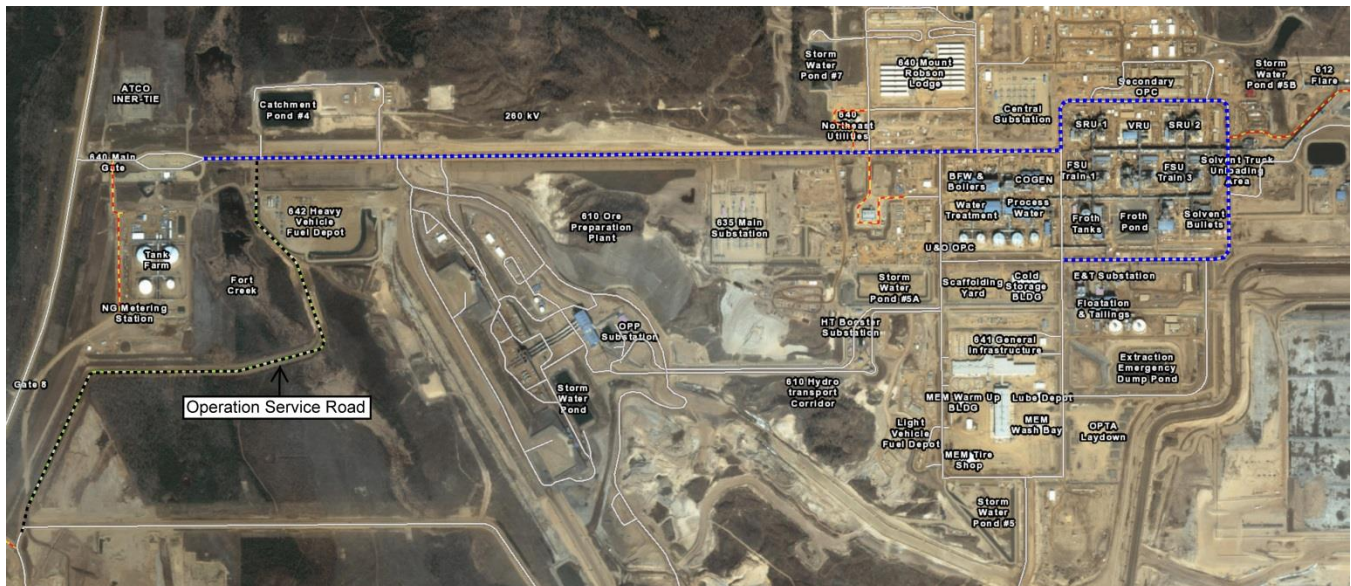 ATCO
INER-TIE
Catchment
Pond #4
260 kV
Storm
Water
Pond #7
640 Mount
Robson
Lodge
Central
Substation
Secondary
OPC
Storm
Water
Pond #5B
612
Flare
640
Northeast
Utilities
SRU 1
VRU
SRU 2
640 Main
Gate
BFW &
Boilers
COGEN
FSU
Train 1
FSU
Train 3
Solvent Truck
Unloading
Area
642 Heavy
Vehicle
Fuel Depot
610 Ore
Preparation
Plant
635 Main
Substation
Water
Treatment
Process
Water
Froth
Tanks
Froth
Pond
Solvent
Bullets
U&O OPC
Tank
Farm
Fort
Creek
NG Metering
Station
Storm
Water
Pond #5A
Scaffolding
Yard
Cold
Storage
BLDG
E&T Substation
Floatation
& Tailings
OPP
Substation
HT Booster
Substation
641 General
Infrastructure
Extraction
Emergency
Dump Pond
Gate 8
Operation Service Road
Storm
Water
Pond
610 Hydro
transport
Corridor
MEM Warm Up
BLDG
Lube Depot
Light
Vehicle
Fuel Depot
MEM
Wash Bay
OPTA
Laydown
MEM Tire
Shop
Storm
Water
Pond #5